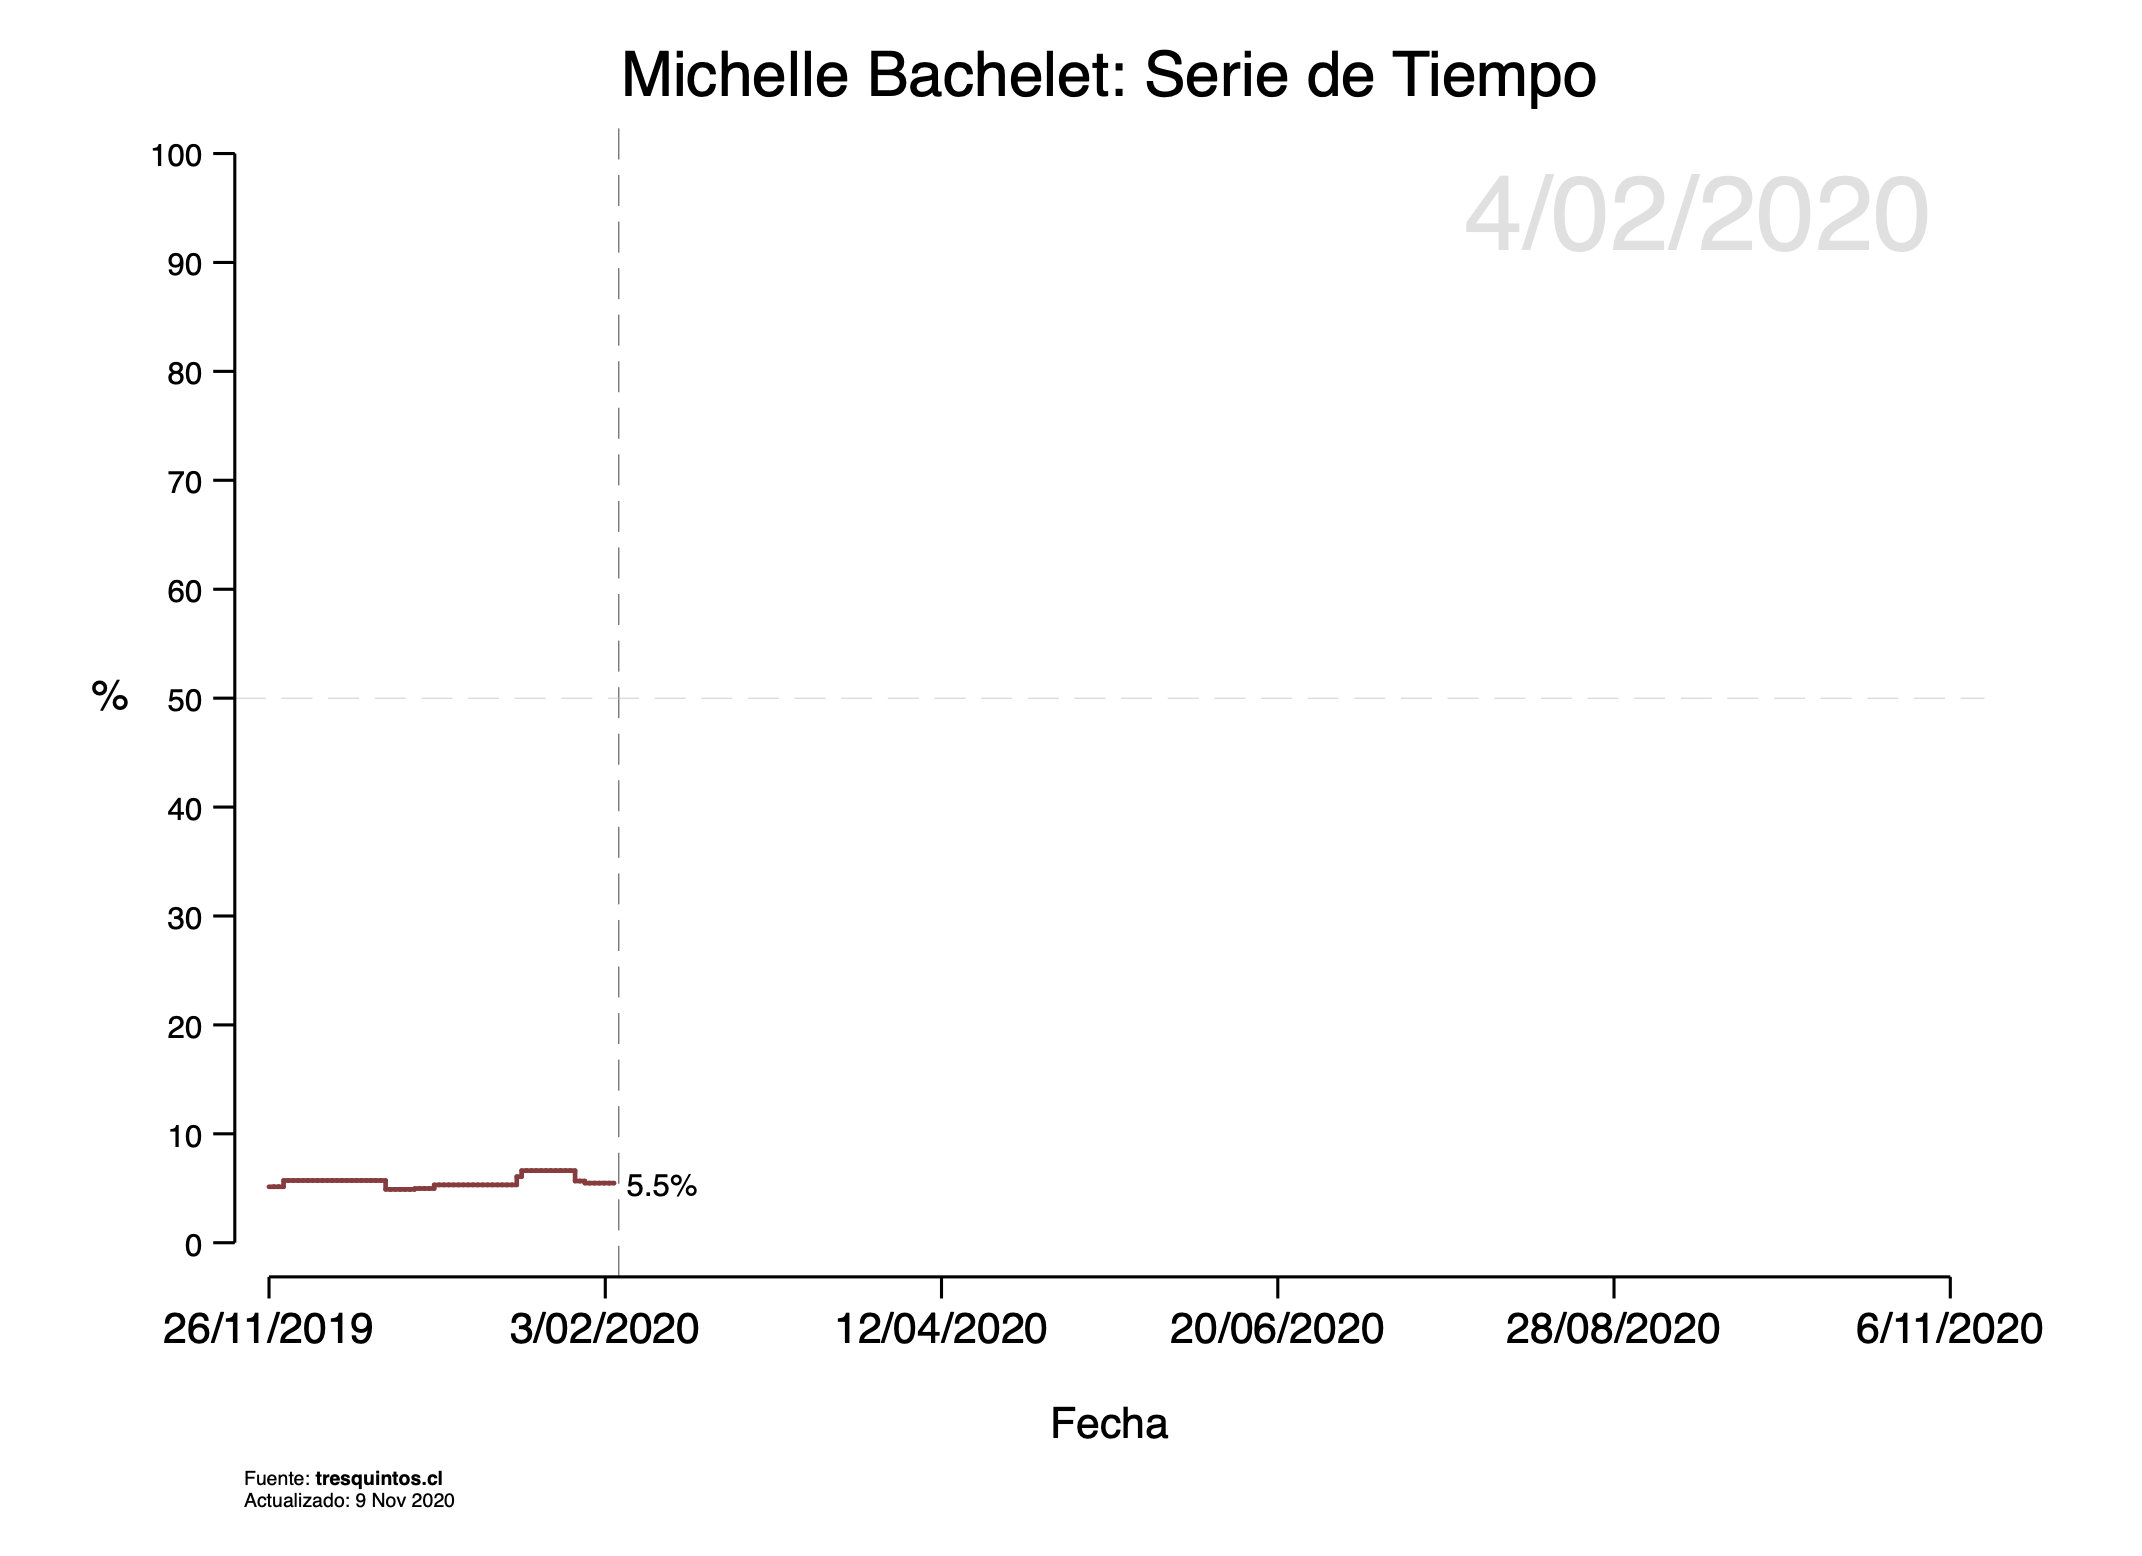 Michelle Bachelet: Serie de Tiempo
4/02/2020
100
90
80
70
60
50
40
30
20
10
0
%
5.5%
26/11/2019 3/02/2020 12/04/2020 20/06/2020 28/08/2020 6/11/2020
Fecha
Fuente: tresquintos.cl
Actualizado: 9 Nov 2020